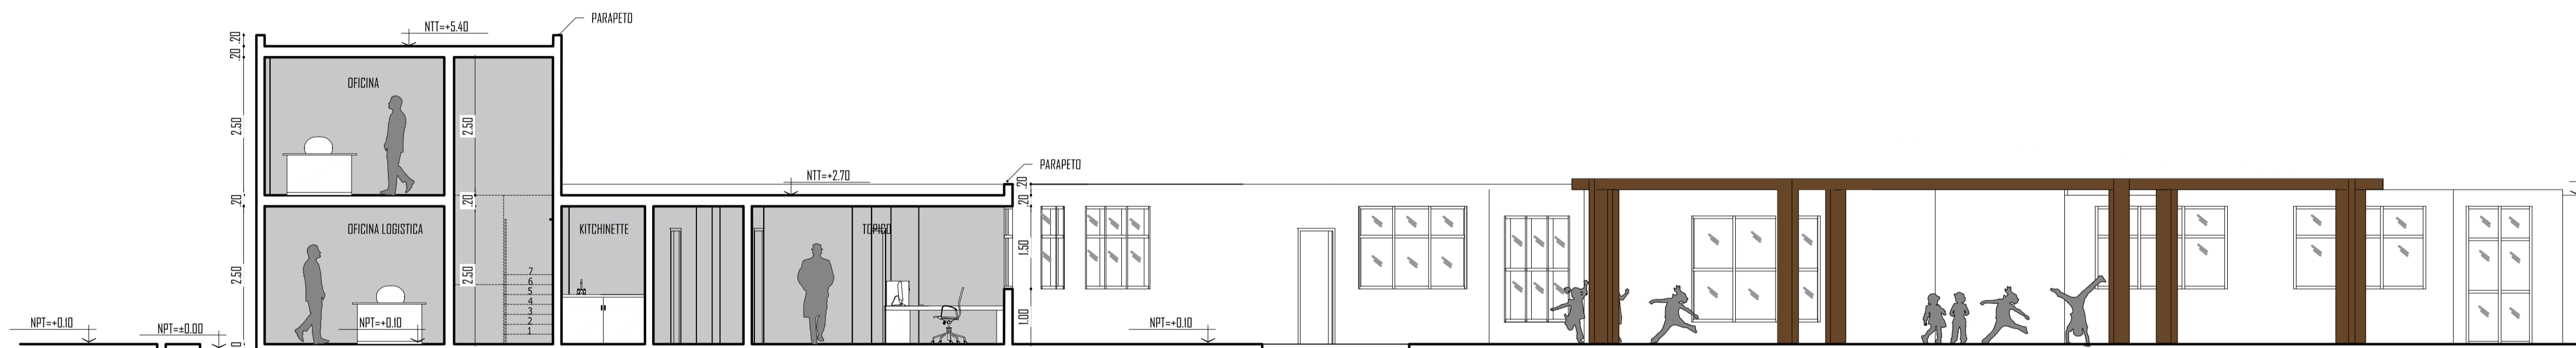 PARAPETO
NTT=+5.40
.20
.20
OFICINA
2.50
2.50
PARAPETO
NTT=+2.70
.20
.20
.20
.20
OFICINA LOGISTICA
KITCHINETTE
TOPICO
1.50
2.50
2.50
7
6
5
4
3
2
1
1.00
NPT=+0.10
NPT=±0.00
NPT=+0.10
NPT=+0.10